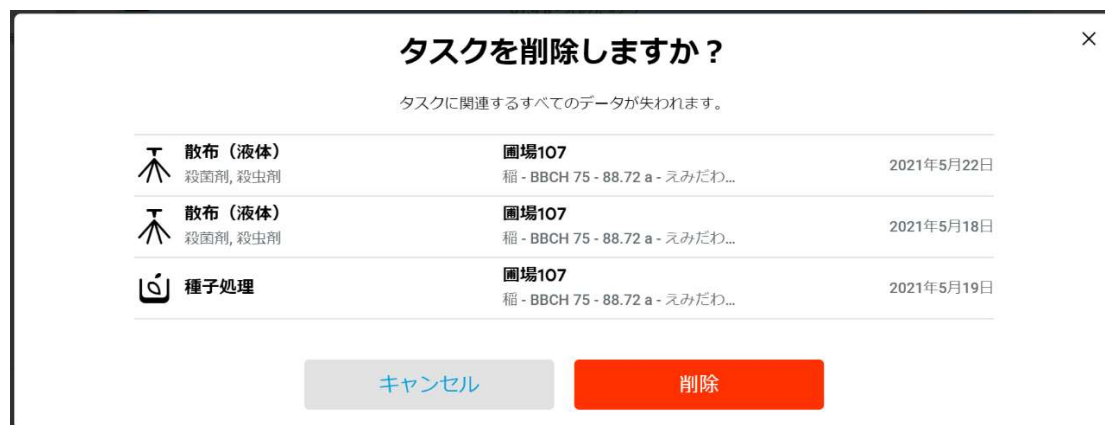 タスクを削除しますか？
タスクに関連するすべてのデータが失われます。
散布（液体）
殺菌剤, 殺虫剤
圃場107
稲 - BBCH 75 - 88.72 a - えみだわ...
2021年5月22日
散布（液体）
殺菌剤, 殺虫剤
圃場107
稲 - BBCH 75 - 88.72 a - えみだわ...
2021年5月18日
種子処理
圃場107
稲 - BBCH 75 - 88.72 a - えみだわ...
2021年5月19日
キャンセル
削除